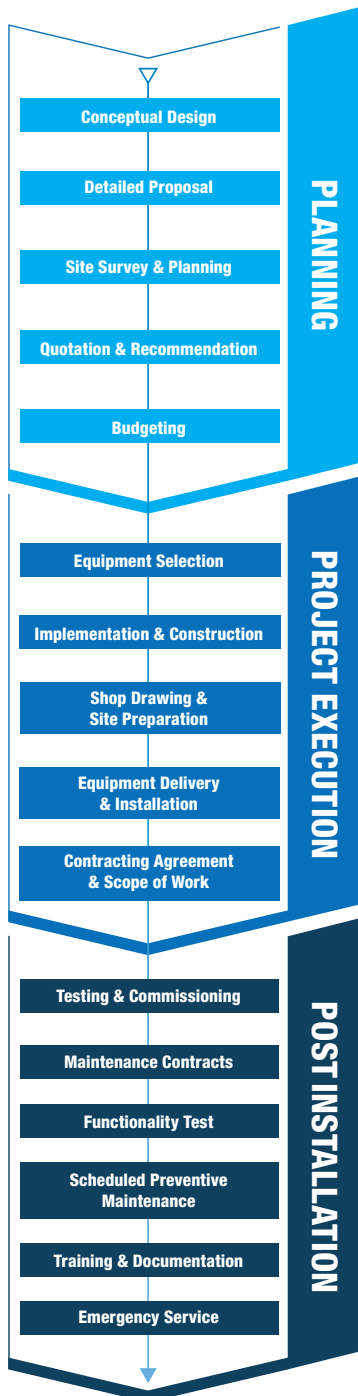 PLANNING
Conceptual Design
Detailed Proposal
Site Survey & Planning
Quotation & Recommendation
Budgeting
PROJECT EXECUTION
Equipment Selection
Implementation & Construction
Shop Drawing &
Site Preparation
Equipment Delivery
& Installation
Contracting Agreement
& Scope of Work
POST INSTALLATION
Testing & Commissioning
Maintenance Contracts
Functionality Test
Scheduled Preventive
Maintenance
Training & Documentation
Emergency Service